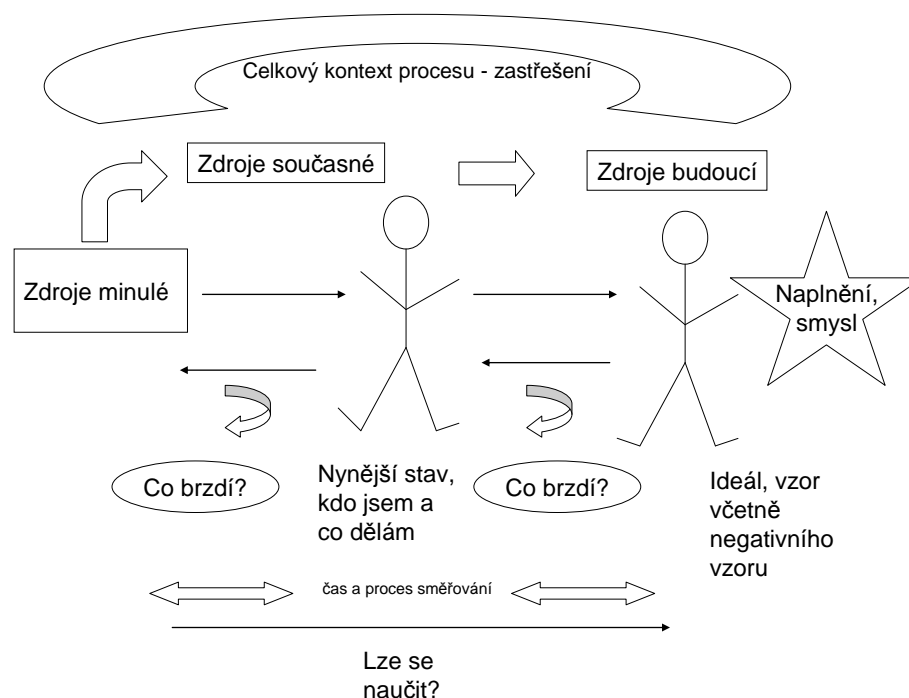 Celkový kontext procesu - zastřešení
Zdroje současné
Zdroje budoucí
Zdroje minulé
Naplnění,
smysl
Co brzdí?
Nynější stav,
kdo jsem a
co dělám
Co brzdí?
Ideál, vzor
včetně
negativního
vzoru
čas a proces směřování
Lze se
naučit?